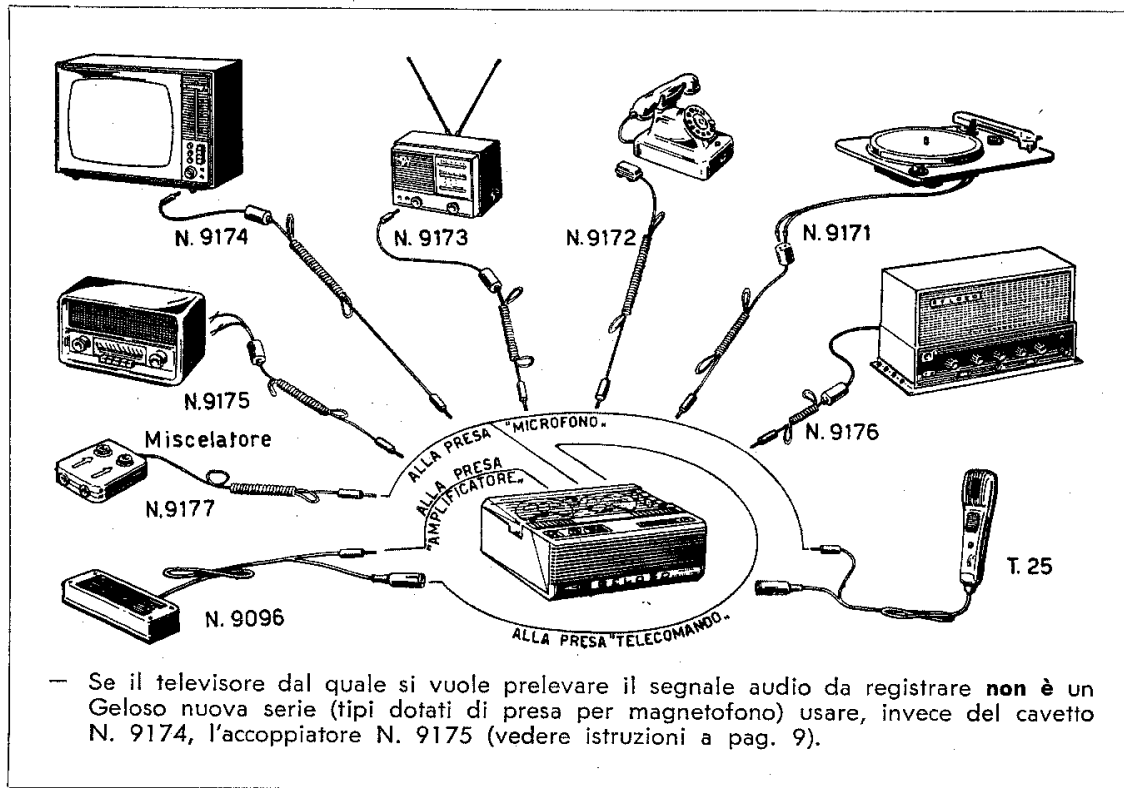 N. 9174
N. 9173
N. 9172
N. 9171
GELOSO
N. 9175
N. 9176
Miscelatore
N. 9177
ALLA PRESA "MICROFONO„
ALLA PRESA
"AMPLIFICATORE„
T. 25
N. 9096
ALLA PRESA "TELECOMANDO„
— Se il televisore dal quale si vuole prelevare il segnale audio da registrare non è un
Geloso nuova serie (tipi dotati di presa per magnetofono) usare, invece del cavetto
N. 9174, l'accoppiatore N. 9175 (vedere istruzioni a pag. 9).